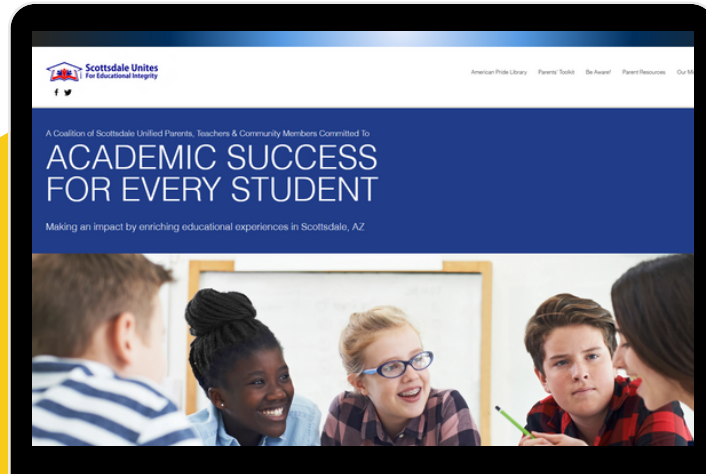 Scottsdale Unites
For Educational Integrity
American Pride Library Parents' Toolkit Be Aware! Parent Resources Our
A Coalition of Scottsdale Unified Parents, Teachers & Community Members Committed To
ACADEMIC SUCCESS
FOR EVERY STUDENT
Making an impact by enriching educational experiences in Scottsdale, AZ